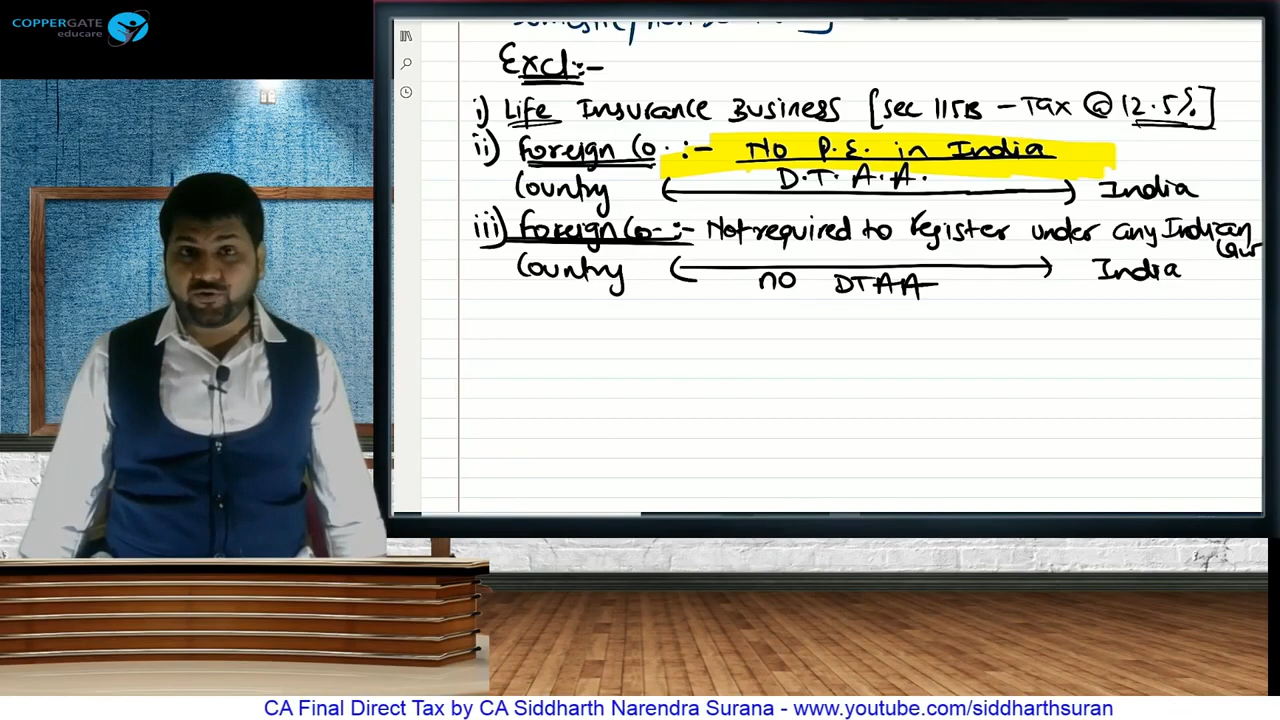 COPPERGATE
educare
Excl:-
i) Life Insurance Business [Sec 115B - Tax @ 12.5%]
ii) Foreign Co. :- No P.E. in India
D.T.A.A.
Country India
iii) Foreign Co- :- Not required to register under any Indian Law
Country India
no DTAA
CA Final Direct Tax by CA Siddharth Narendra Surana - www.youtube.com/siddharthsuran